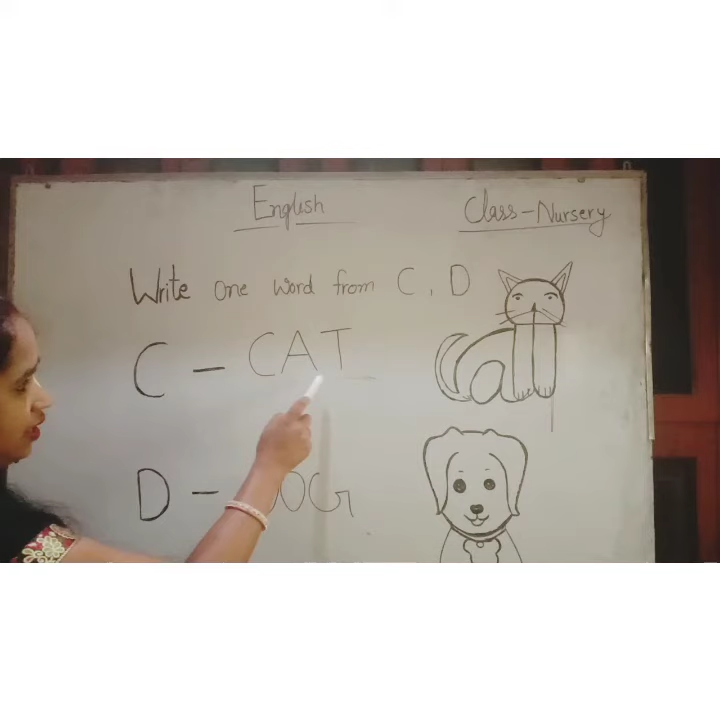 English
Class-Nursery
Write one word from C, D
C - CAT
D - DOG